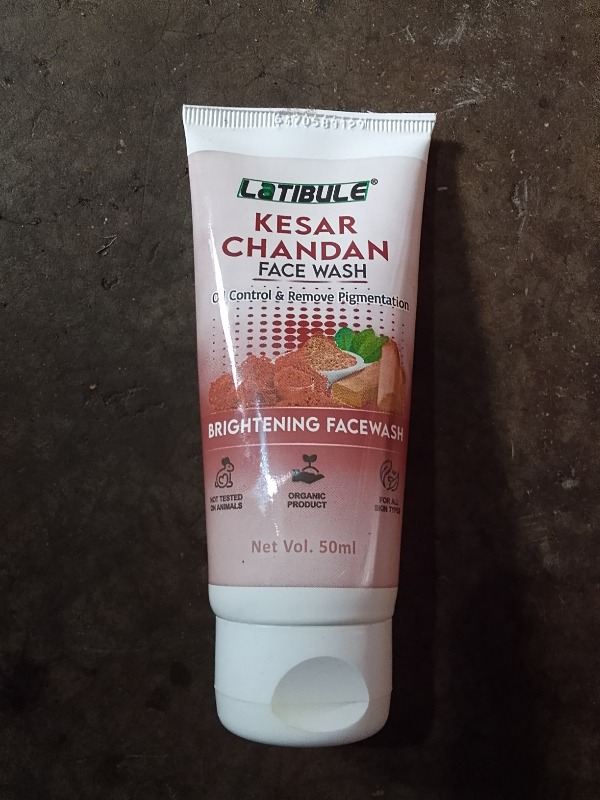 LaTIBULE®
KESAR
CHANDAN
FACE WASH
Oil Control & Remove Pigmentation
BRIGHTENING FACEWASH
NOT TESTED
ON ANIMALS
ORGANIC
PRODUCT
FOR ALL
SKIN TYPES
Net Vol. 50ml